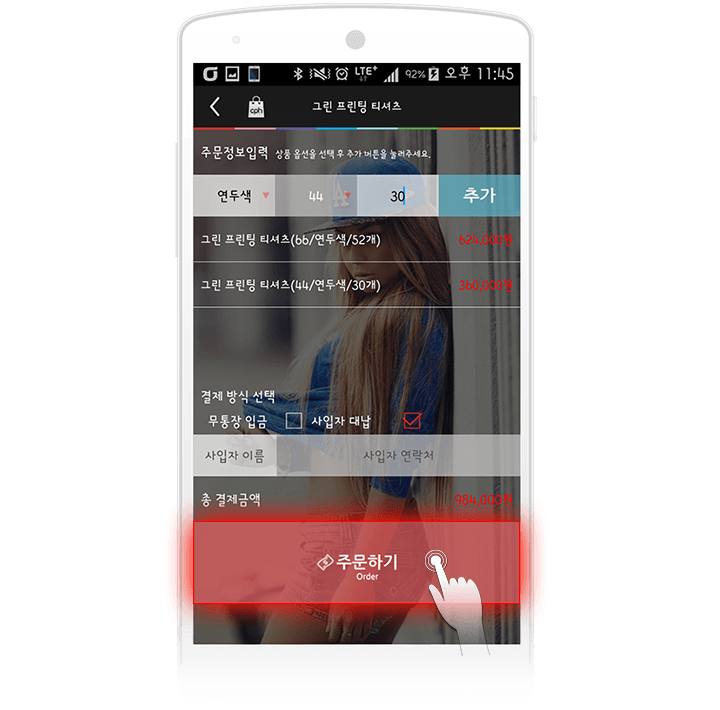 LTE+ 92% 오후 11:45
cph 그린 프린팅 티셔츠
주문정보입력 상품 옵션을 선택 후 추가 버튼을 눌러주세요.
연두색 44 30 추가
그린 프린팅 티셔츠(66/연두색/52개) 624,000원
그린 프린팅 티셔츠(44/연두색/30개) 360,000원
결제 방식 선택
무통장 입금 사입자 대납
사입자 이름 사입자 연락처
총 결제금액 984,000원
주문하기
Order